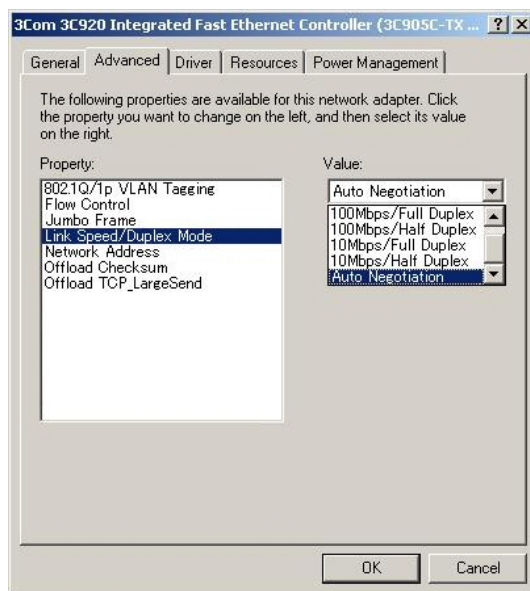 3Com 3C920 Integrated Fast Ethernet Controller (3C905C-TX ...
General
Advanced
Driver
Resources
Power Management
The following properties are available for this network adapter. Click
the property you want to change on the left, and then select its value
on the right.
Property:
802.1Q/1p VLAN Tagging
Flow Control
Jumbo Frame
Link Speed/Duplex Mode
Network Address
Offload Checksum
Offload TCP_LargeSend
Value:
Auto Negotiation
100Mbps/Full Duplex
100Mbps/Half Duplex
10Mbps/Full Duplex
10Mbps/Half Duplex
Auto Negotiation
OK
Cancel